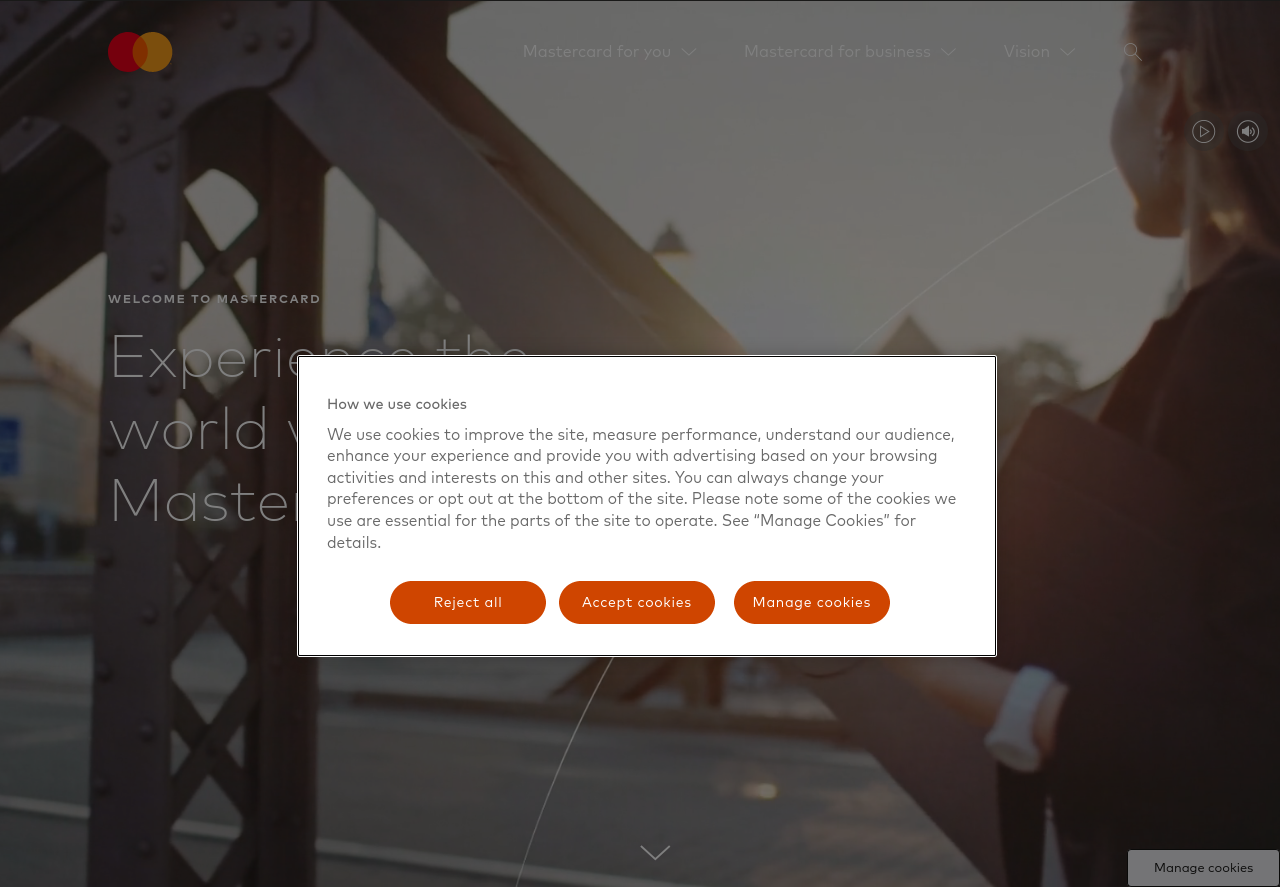 Mastercard for you
Mastercard for business
Vision
WELCOME TO MASTERCARD
Experience the
world
Master
How we use cookies
We use cookies to improve the site, measure performance, understand our audience,
enhance your experience and provide you with advertising based on your browsing
activities and interests on this and other sites. You can always change your
preferences or opt out at the bottom of the site. Please note some of the cookies we
use are essential for the parts of the site to operate. See “Manage Cookies” for
details.
Reject all
Accept cookies
Manage cookies
Manage cookies